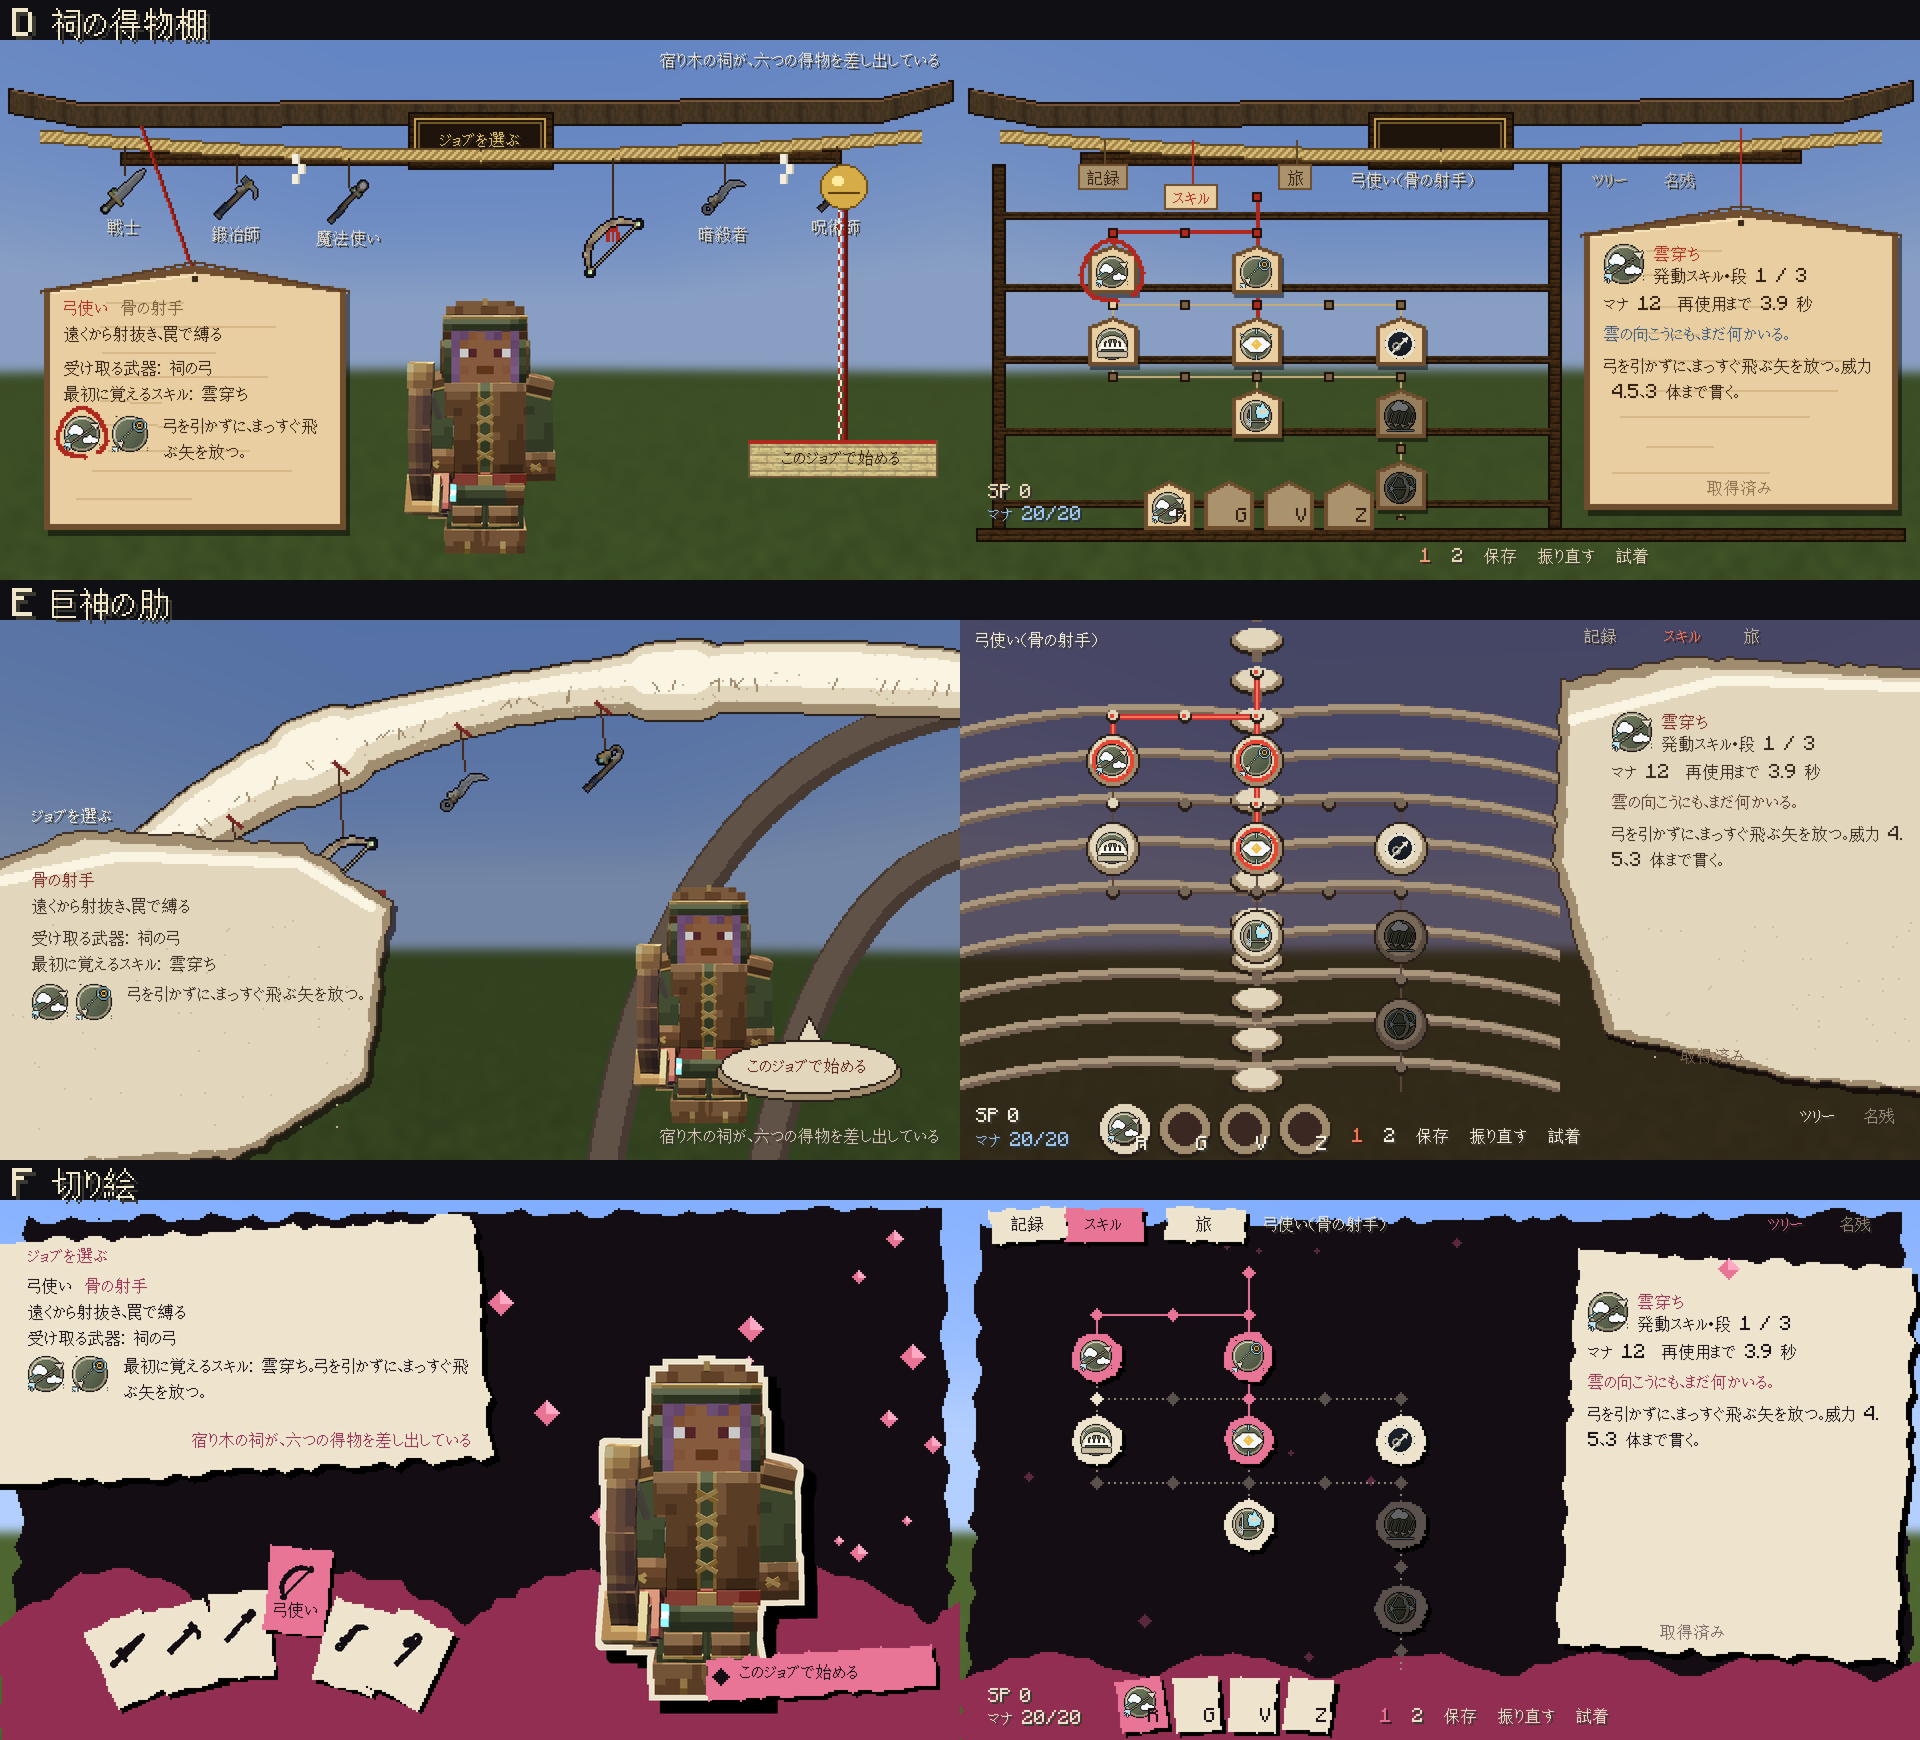 D 祠の得物棚
宿り木の祠が、六つの得物を差し出している
ジョブを選ぶ
戦士
鍛冶師
魔法使い
暗殺者
呪術師
弓使い 骨の射手
遠くから射抜き、罠で縛る
受け取る武器: 祠の弓
最初に覚えるスキル: 雲穿ち
弓を引かずに、まっすぐ飛
ぶ矢を放つ。
このジョブで始める
記録
スキル
旅
弓使い(骨の射手)
ツリー
名残
雲穿ち
発動スキル・段 1 / 3
マナ 12 再使用まで 3.9 秒
雲の向こうにも、まだ何かいる。
弓を引かずに、まっすぐ飛ぶ矢を放つ。威力
4.5、3 体まで貫く。
取得済み
SP 0
マナ 20/20
R
G
V
Z
1 2 保存 振り直す 試着
E 巨神の肋
ジョブを選ぶ
骨の射手
遠くから射抜き、罠で縛る
受け取る武器: 祠の弓
最初に覚えるスキル: 雲穿ち
弓を引かずに、まっすぐ飛ぶ矢を放つ。
このジョブで始める
宿り木の祠が、六つの得物を差し出している
弓使い(骨の射手)
記録
スキル
旅
雲穿ち
発動スキル・段 1 / 3
マナ 12 再使用まで 3.9 秒
雲の向こうにも、まだ何かいる。
弓を引かずに、まっすぐ飛ぶ矢を放つ。威力 4.
5、3 体まで貫く。
取得済み
SP 0
マナ 20/20
R
G
V
Z
1 2 保存 振り直す 試着
ツリー
名残
F 切り絵
ジョブを選ぶ
弓使い 骨の射手
遠くから射抜き、罠で縛る
受け取る武器: 祠の弓
最初に覚えるスキル: 雲穿ち。弓を引かずに、まっすぐ飛
ぶ矢を放つ。
宿り木の祠が、六つの得物を差し出している
弓使い
このジョブで始める
記録
スキル
旅
弓使い(骨の射手)
ツリー
名残
雲穿ち
発動スキル・段 1 / 3
マナ 12 再使用まで 3.9 秒
雲の向こうにも、まだ何かいる。
弓を引かずに、まっすぐ飛ぶ矢を放つ。威力 4.
5、3 体まで貫く。
取得済み
SP 0
マナ 20/20
R
G
V
Z
1 2 保存 振り直す 試着